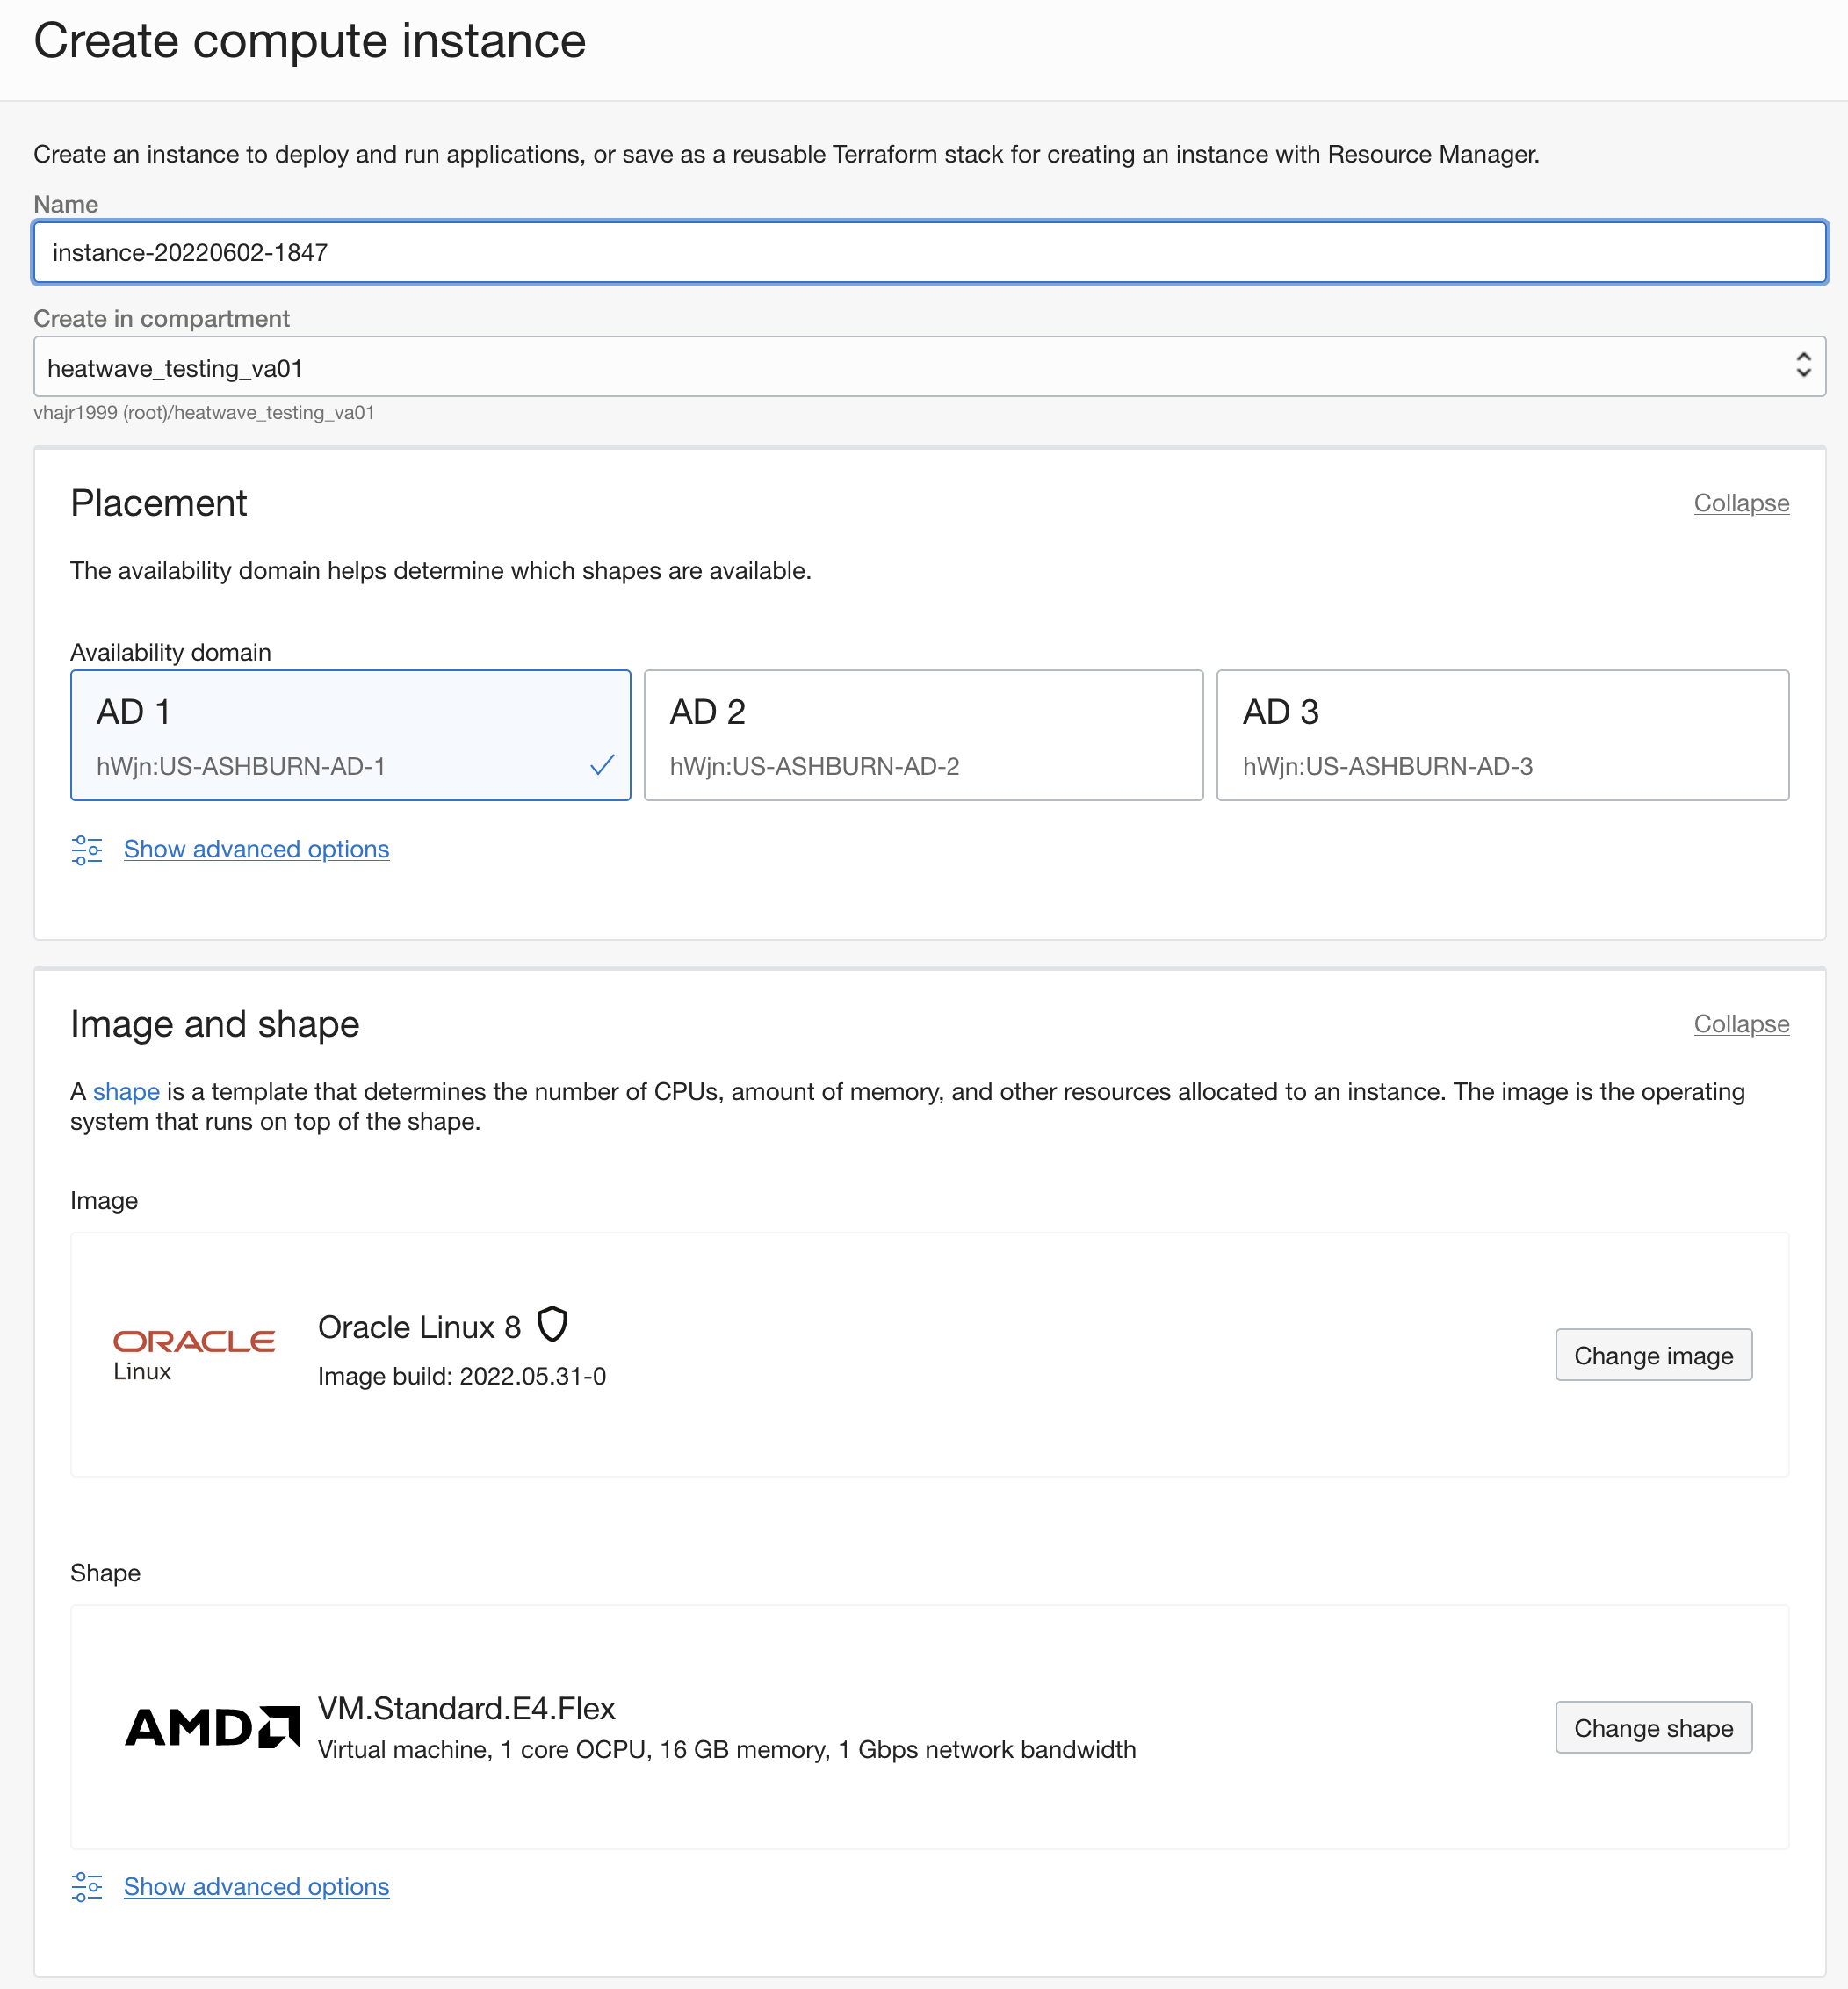 Create compute instance
Create an instance to deploy and run applications, or save as a reusable Terraform stack for creating an instance with Resource Manager.
Name
instance-20220602-1847
Create in compartment
heatwave_testing_va01
vhajr1999 (root)/heatwave_testing_va01
Placement
Collapse
The availability domain helps determine which shapes are available.
Availability domain
AD 1
hWjn:US-ASHBURN-AD-1
AD 2
hWjn:US-ASHBURN-AD-2
AD 3
hWjn:US-ASHBURN-AD-3
Show advanced options
Image and shape
Collapse
A shape is a template that determines the number of CPUs, amount of memory, and other resources allocated to an instance. The image is the operating
system that runs on top of the shape.
Image
ORACLE
Linux
Oracle Linux 8
Image build: 2022.05.31-0
Change image
Shape
AMD
VM.Standard.E4.Flex
Virtual machine, 1 core OCPU, 16 GB memory, 1 Gbps network bandwidth
Change shape
Show advanced options